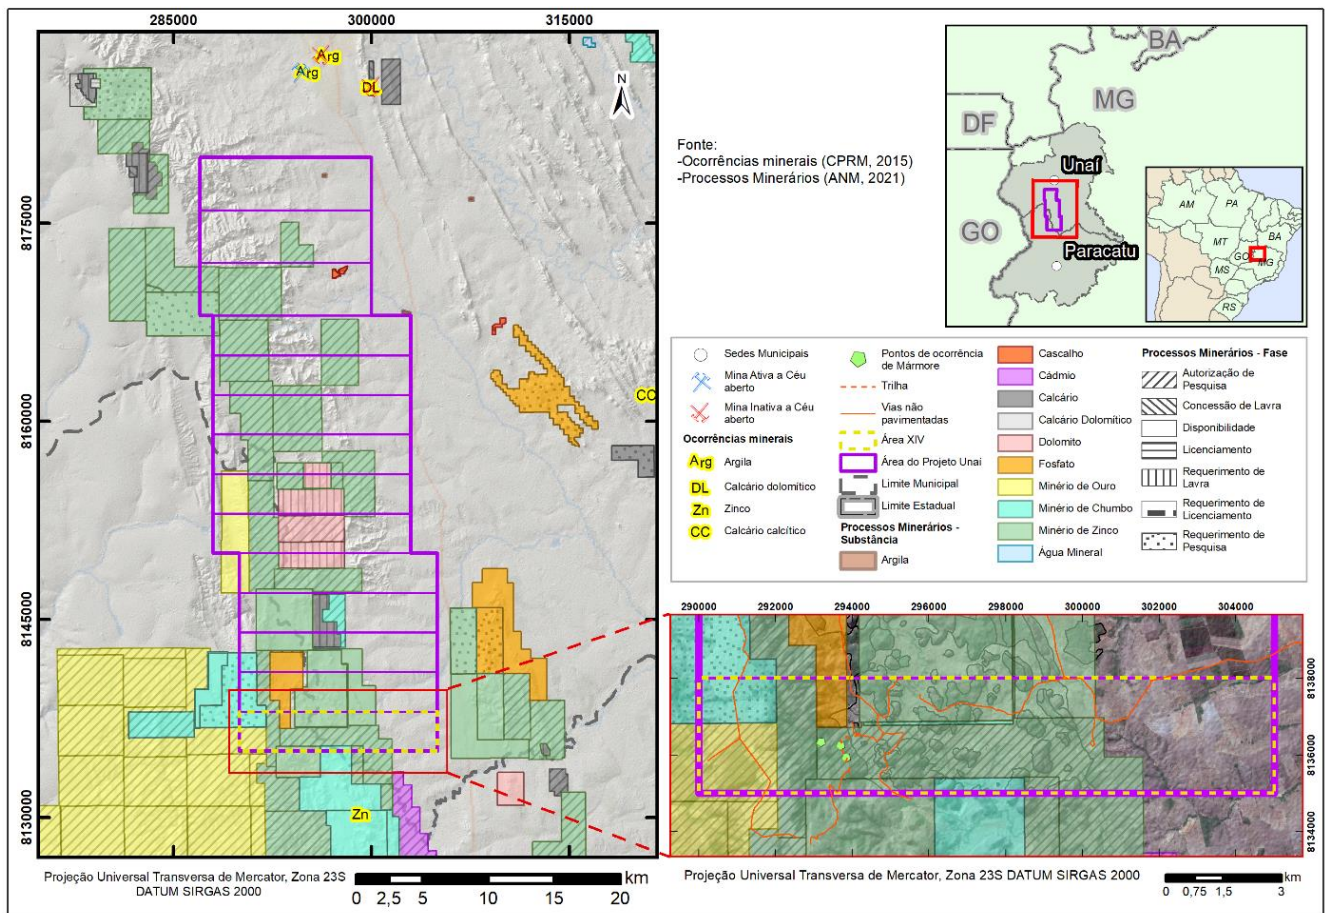 285000 300000 315000
8175000
8160000
8145000
8130000
Arg
Arg
DL
N
CC
Zn
Projeção Universal Transversa de Mercator, Zona 23S
DATUM SIRGAS 2000
km
0 2,5 5 10 15 20
Fonte:
-Ocorrências minerais (CPRM, 2015)
-Processos Minerários (ANM, 2021)
BA
MG
DF
Unaí
GO
Paracatu
AM
PA
MT
BA
GO
MG
MS
RS
Sedes Municipais
Mina Ativa a Céu
aberto
Mina Inativa a Céu
aberto
Ocorrências minerais
Arg Argila
DL Calcário dolomítico
Zn Zinco
CC Calcário calcítico
Pontos de ocorrência
de Mármore
Trilha
Vias não
pavimentadas
Área XIV
Área do Projeto Unaí
Limite Municipal
Limite Estadual
Processos Minerários -
Substância
Argila
Cascalho
Cádmio
Calcário
Calcário Dolomítico
Dolomito
Fosfato
Minério de Ouro
Minério de Chumbo
Minério de Zinco
Água Mineral
Processos Minerários - Fase
Autorização de
Pesquisa
Concessão de Lavra
Disponibilidade
Licenciamento
Requerimento de
Lavra
Requerimento de
Licenciamento
Requerimento de
Pesquisa
290000 292000 294000 296000 298000 300000 302000 304000
8138000
8136000
8134000
Projeção Universal Transversa de Mercator, Zona 23S DATUM SIRGAS 2000
km
0 0,75 1,5 3